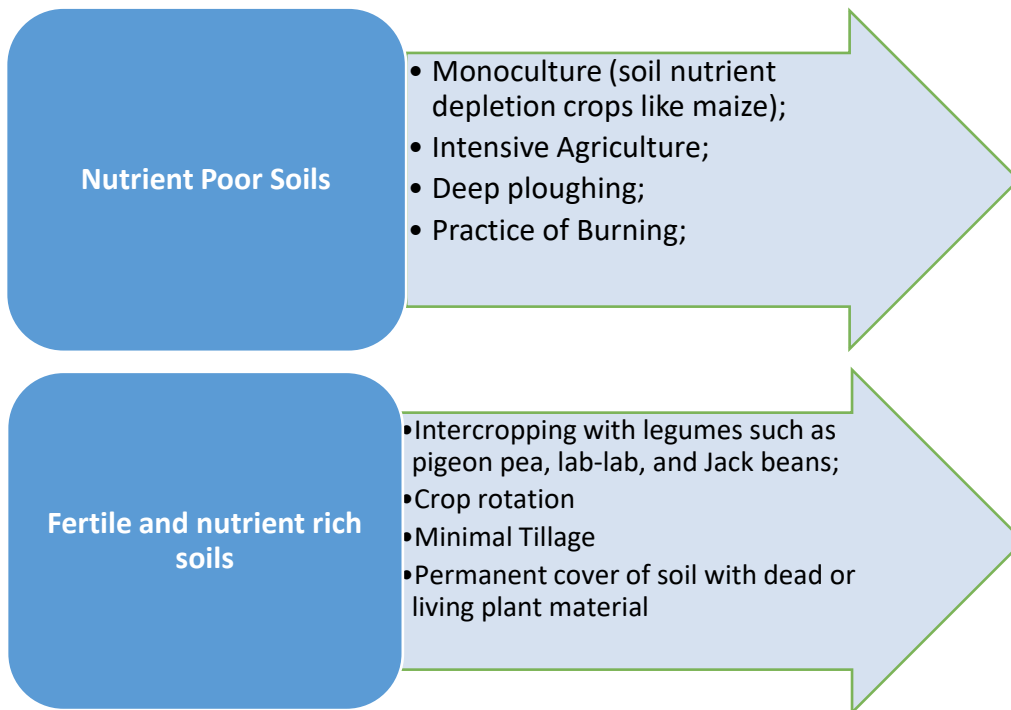 Nutrient Poor Soils
• Monoculture (soil nutrient
depletion crops like maize);
• Intensive Agriculture;
• Deep ploughing;
• Practice of Burning;
Fertile and nutrient rich
soils
•Intercropping with legumes such as
pigeon pea, lab-lab, and Jack beans;
•Crop rotation
•Minimal Tillage
•Permanent cover of soil with dead or
living plant material